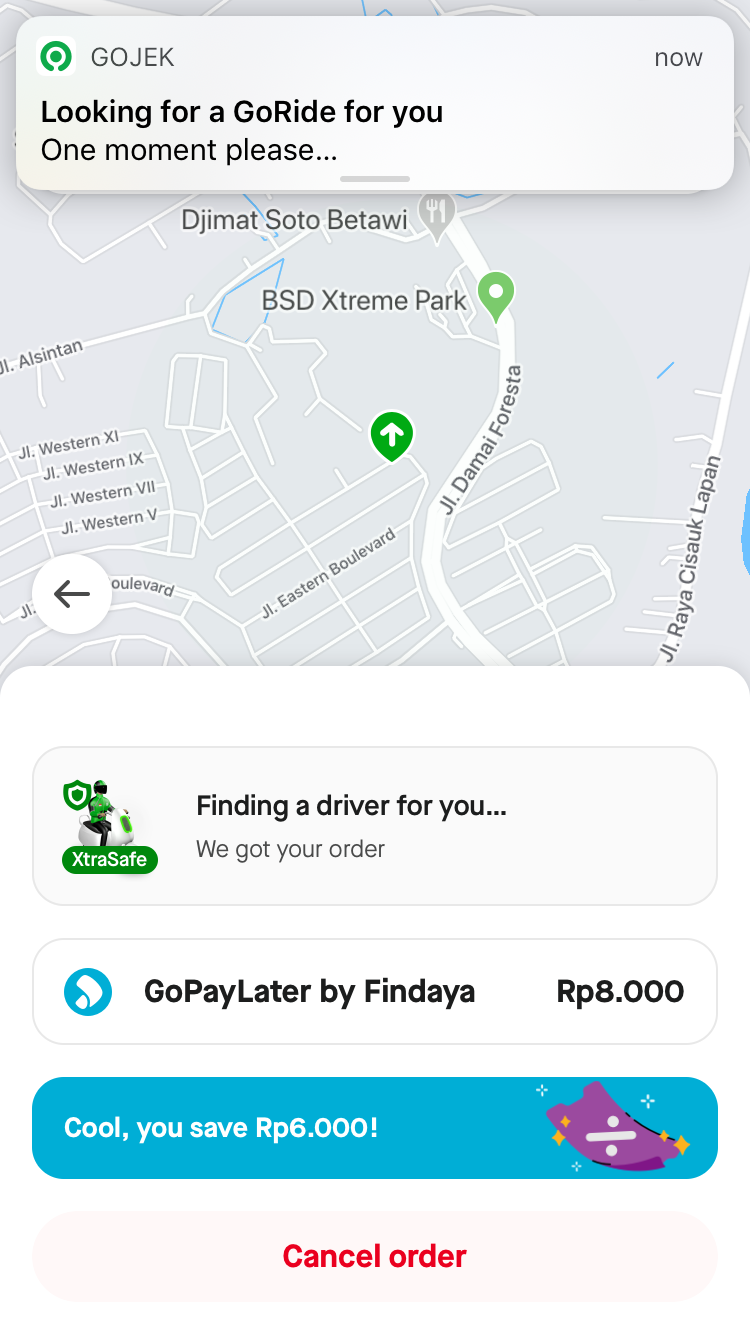 GOJEK
now
Looking for a GoRide for you
One moment please...
Djimat Soto Betawi
BSD Xtreme Park
Jl. Alsintan
Jl. Damai Foresta
Jl. Western XI
Jl. Western IX
Jl. Western VII
Jl. Western V
Jl. Raya Cisauk Lapan
Jl. Eastern Boulevard
Jl.
oulevard
XtraSafe
Finding a driver for you...
We got your order
GoPayLater by Findaya
Rp8.000
Cool, you save Rp6.000!
Cancel order